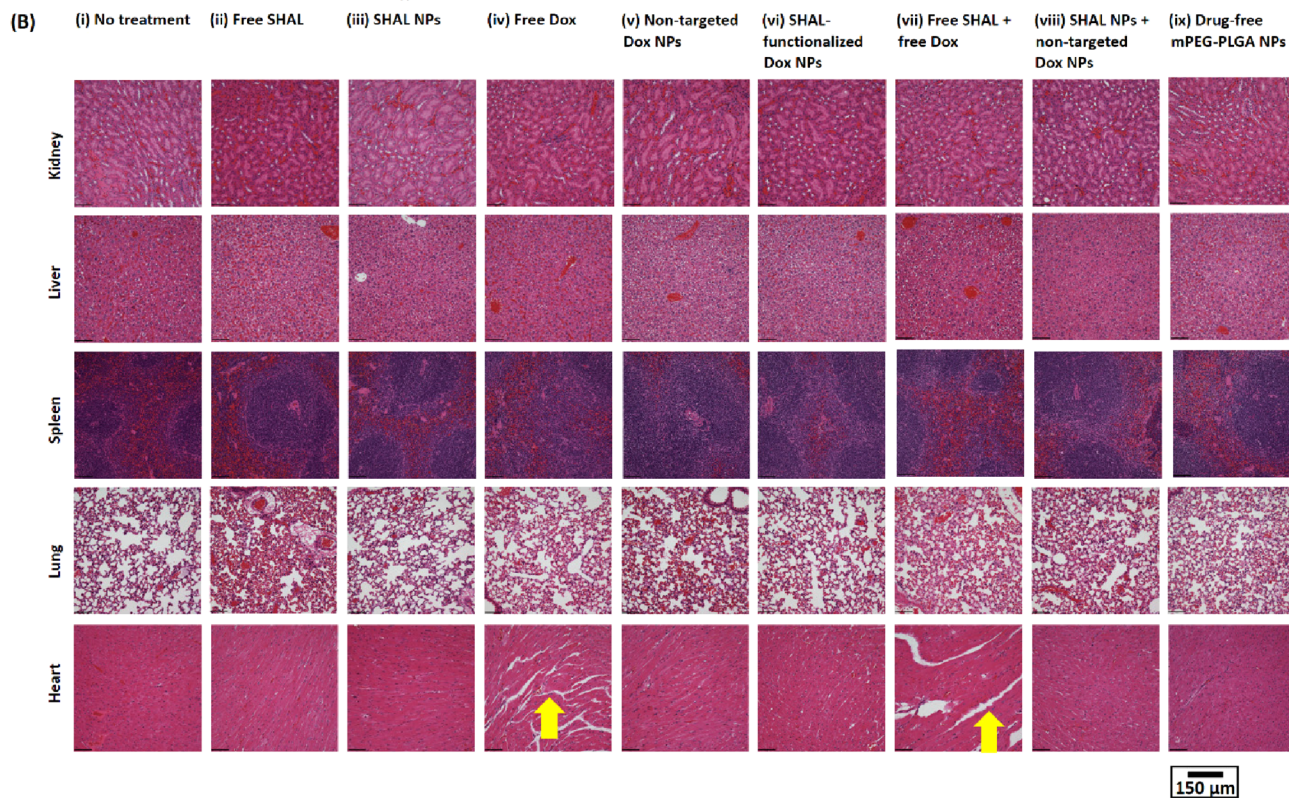 (B)
(i) No treatment
(ii) Free SHAL
(iii) SHAL NPs
(iv) Free Dox
(v) Non-targeted
Dox NPs
(vi) SHAL-
functionalized
Dox NPs
(vii) Free SHAL +
free Dox
(viii) SHAL NPs +
non-targeted
Dox NPs
(ix) Drug-free
mPEG-PLGA NPs
Kidney
Liver
Spleen
Lung
Heart
150 μm